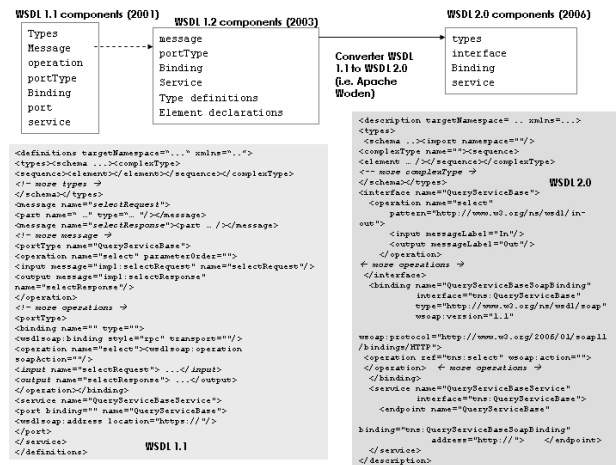 WSDL 1.1 components (2001)
Types
Message
operation
portType
Binding
port
service
WSDL 1.2 components (2003)
message
portType
Binding
Service
Type definitions
Element declarations
Converter WSDL
1.1 to WSDL 2.0
(i.e. Apache
Woden)
WSDL 2.0 components (2006)
types
interface
Binding
service
<definitions targetNamespace="..." xmlns="..">
<types><schema ...><complexType>
<sequence><element></element></sequence></complexType>
<!- more types →
</schema></types>
<message name="selectRequest">
<part name=" …" type="… "/></message>
<message name="selectResponse"><part … /></message>
<!- more message →
<portType name="QueryServiceBase">
<operation name="select" parameterOrder="">
<input message="impl:selectRequest" name="selectRequest"/>
<output message="impl:selectResponse"
name="selectResponse"/>
</operation>
<!- more operations →
<portType>
<binding name="" type="">
<wsdlsoap:binding style="rpc" transport=""/>
<operation name="select"><wsdlsoap:operation
soapAction=""/>
<input name="selectRequest"> ...</input>
<output name="selectResponse"> ...</output>
</operation></binding>
<service name="QueryServiceBaseService">
<port binding="" name="QueryServiceBase">
<wsdlsoap:address location="https://"/>
</port>
</service>
</definitions>
WSDL 1.1
<description targetNamespace= .. xmlns=...>
<types>
<schema ..><import namespace=""/>
<complexType name=""><sequence>
<element … /></sequence></complexType>
<-- more complexType →
</schema></types>
WSDL 2.0
<interface name="QueryServiceBase">
<operation name="select"
pattern="http://www.w3.org/ns/wsdl/in-
out">
<input messageLabel="In"/>
<output messageLabel="Out"/>
</operation>
← more operations →
</interface>
<binding name="QueryServiceBaseSoapBinding"
interface="tns:QueryServiceBase"
type="http://www.w3.org/ns/wsdl/soap"
wsoap:version="1.1"
wsoap:protocol="http://www.w3.org/2006/01/soap11
/bindings/HTTP">
<operation ref="tns:select" wsoap:action="">
</operation> ← more operations →
</binding>
<service name="QueryServiceBaseService"
interface="tns:QueryServiceBase">
<endpoint name="QueryServiceBase"
binding="tns:QueryServiceBaseSoapBinding"
address="http://"> </endpoint>
</service>
</description>